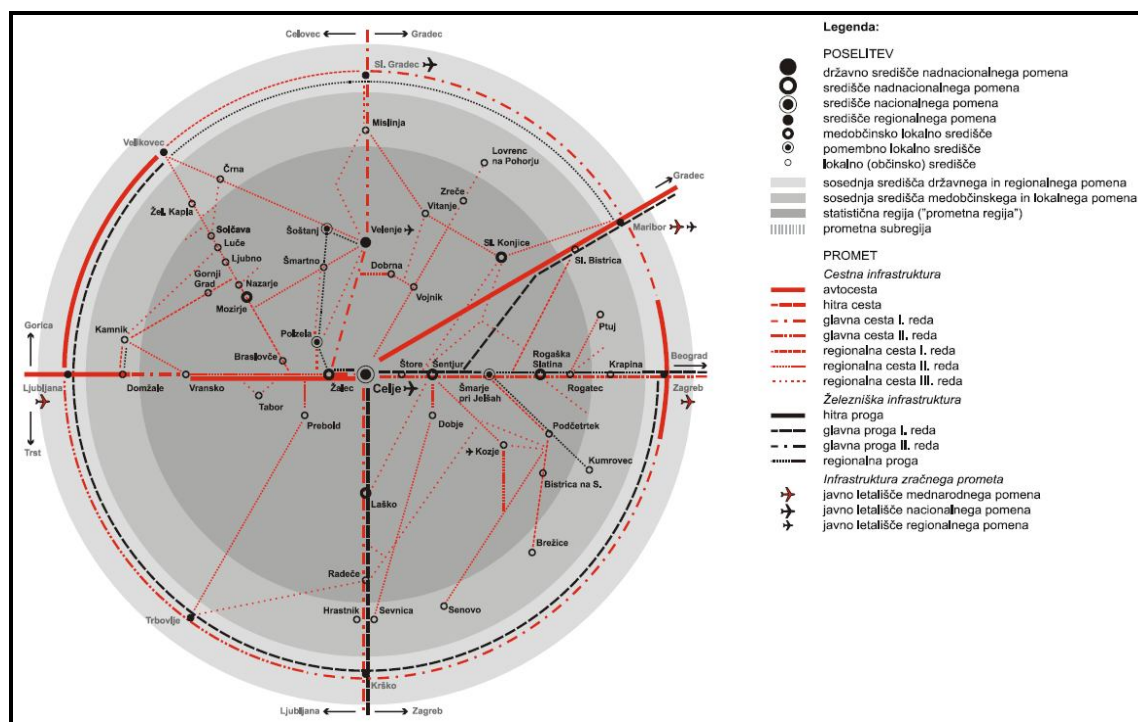 Celovec
Gradec
Sl. Gradec
Mislinja
Lovrenc
na Pohorju
Velikovec
Črna
Zreče
Vitanje
Gradec
Žel. Kapla
Maribor
Solčava
Luče
Ljubno
Šoštanj
Velenje
Sl. Konjice
Sl. Bistrica
Gornji
Grad
Nazarje
Šmartno
Dobrna
Vojnik
Mozirje
Ptuj
Gorica
Kamnik
Polzela
Braslovče
Štore
Šentjur
Rogaška
Slatina
Krapina
Beograd
Ljubljana
Domžale
Vransko
Žalec
Celje
Šmarje
pri Jelšah
Rogatec
Zagreb
Tabor
Prebold
Dobje
Podčetrtek
Trst
Kozje
Kumrovec
Bistrica na S.
Laško
Brežice
Radeče
Hrastnik
Sevnica
Senovo
Trbovlje
Krško
Ljubljana
Zagreb
Legenda:
POSELITEV
državno središče nadnacionalnega pomena
središče nadnacionalnega pomena
središče nacionalnega pomena
središče regionalnega pomena
medobčinsko lokalno središče
pomembno lokalno središče
lokalno (občinsko) središče
sosednja središča državnega in regionalnega pomena
sosednja središča medobčinskega in lokalnega pomena
statistična regija ("prometna regija")
prometna subregija
PROMET
Cestna infrastruktura
avtocesta
hitra cesta
glavna cesta I. reda
glavna cesta II. reda
regionalna cesta I. reda
regionalna cesta II. reda
regionalna cesta III. reda
Železniška infrastruktura
hitra proga
glavna proga I. reda
glavna proga II. reda
regionalna proga
Infrastruktura zračnega prometa
javno letališče mednarodnega pomena
javno letališče nacionalnega pomena
javno letališče regionalnega pomena